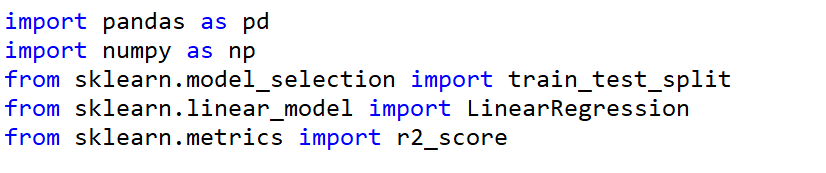 import pandas as pd
import numpy as np
from sklearn.model_selection import train_test_split
from sklearn.linear_model import LinearRegression
from sklearn.metrics import r2_score